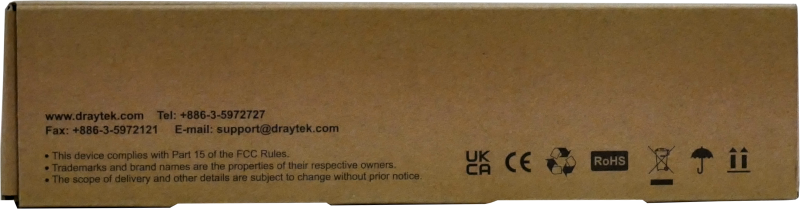 www.draytek.com Tel: +886-3-5972727
Fax: +886-3-5972121 E-mail: support@draytek.com
• This device complies with Part 15 of the FCC Rules.
• Trademarks and brand names are the properties of their respective owners.
• The scope of delivery and other details are subject to change without prior notice.
UK
CA
CE
RoHS